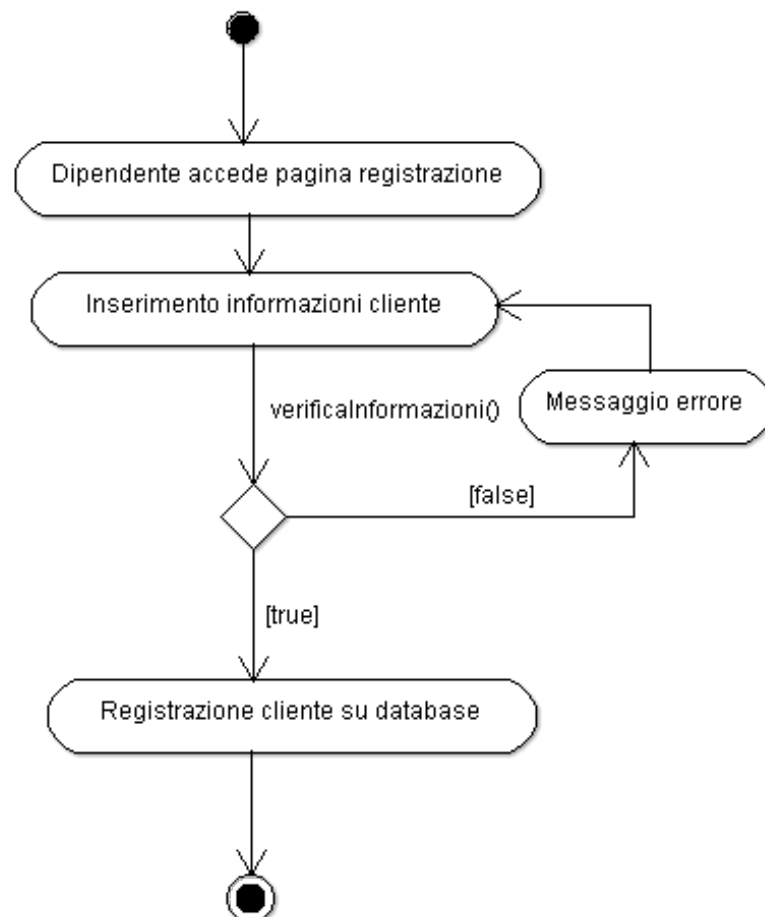 Dipendente accede pagina registrazione
Inserimento informazioni cliente
verificaInformazioni()
Messaggio errore
[false]
[true]
Registrazione cliente su database